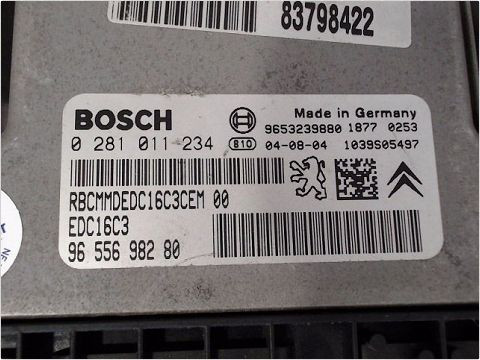 83798422
BOSCH
Made in Germany
9653239880 1877 0253
0 281 011 234
S10 04-08-04 1039S05497
RBCMMDEDC16C3CEM 00
EDC16C3
96 556 982 80